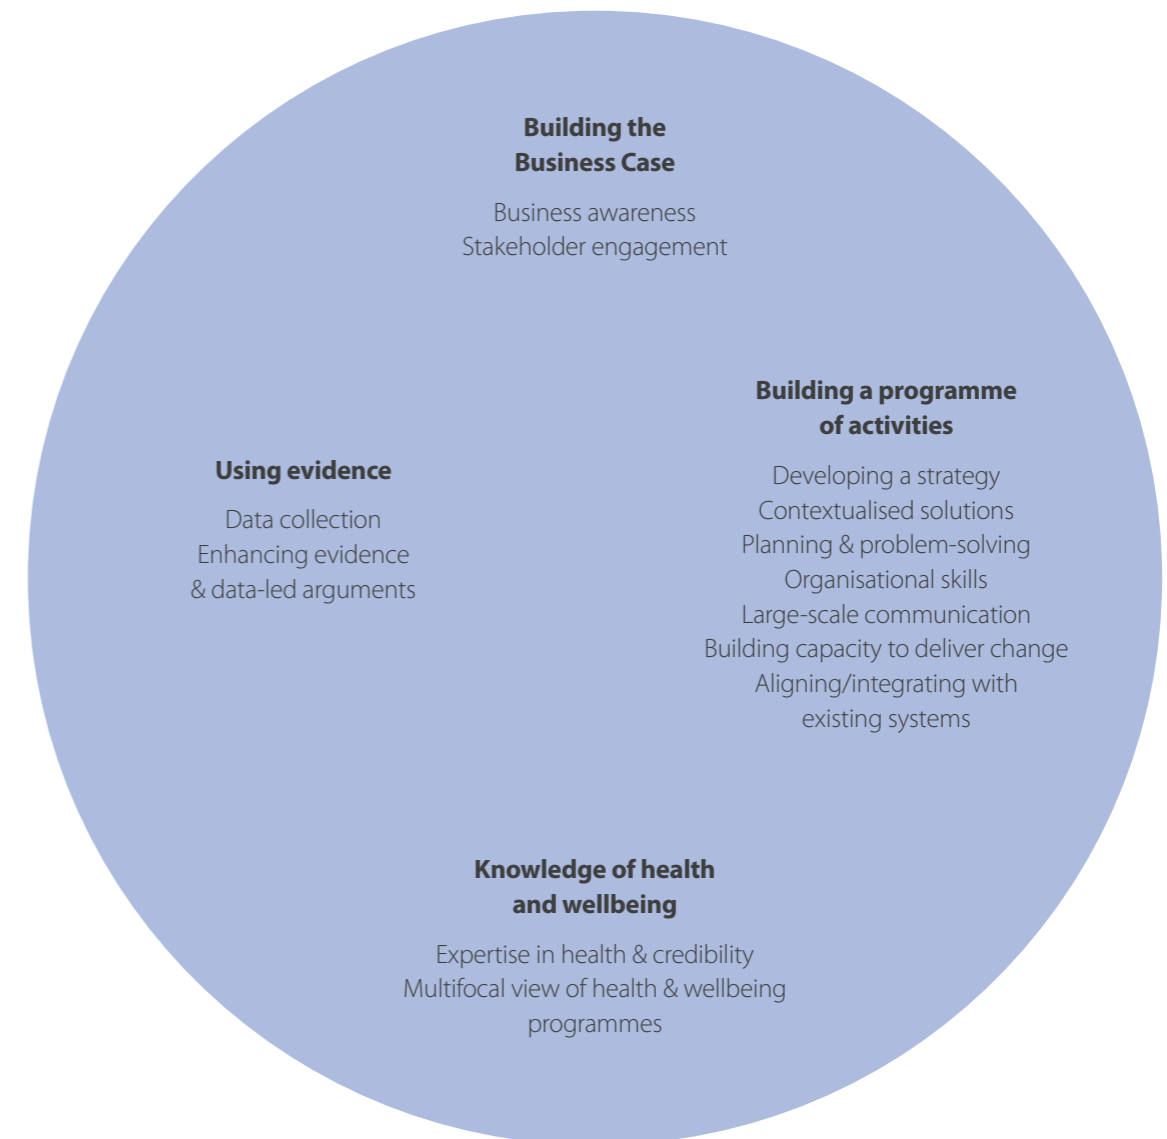 Building the
Business Case
Business awareness
Stakeholder engagement
Building a programme
of activities
Developing a strategy
Contextualised solutions
Planning & problem-solving
Organisational skills
Large-scale communication
Building capacity to deliver change
Aligning/integrating with
existing systems
Using evidence
Data collection
Enhancing evidence
& data-led arguments
Knowledge of health
and wellbeing
Expertise in health & credibility
Multifocal view of health & wellbeing
programmes